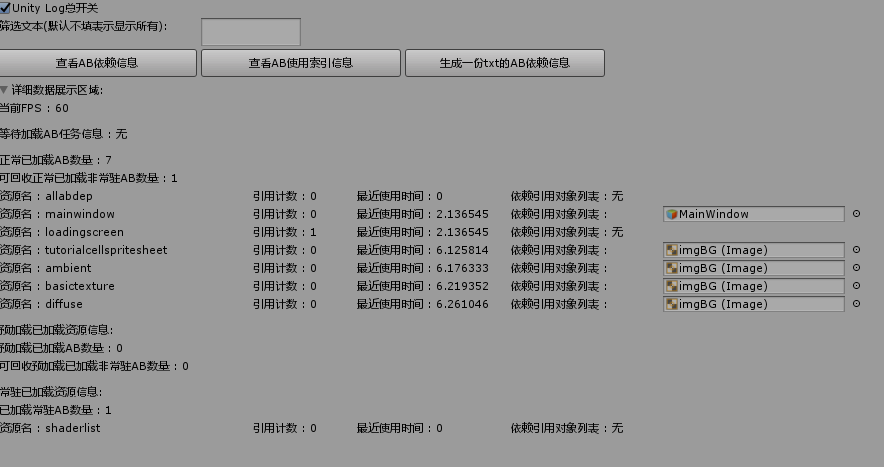 Unity Log总开关
筛选文本(默认不填表示显示所有):
查看AB依赖信息 查看AB使用索引信息 生成一份txt的AB依赖信息
详细数据展示区域:
当前FPS : 60
等待加载AB任务信息 : 无
正常已加载AB数量 : 7
可回收正常已加载非常驻AB数量 : 1
资源名 : allabdep 引用计数 : 0 最近使用时间 : 0 依赖引用对象列表 : 无
资源名 : mainwindow 引用计数 : 0 最近使用时间 : 2.136545 依赖引用对象列表 : MainWindow
资源名 : loadingscreen 引用计数 : 1 最近使用时间 : 2.136545 依赖引用对象列表 : 无
资源名 : tutorialcellspritesheet 引用计数 : 0 最近使用时间 : 6.125814 依赖引用对象列表 : imgBG (Image)
资源名 : ambient 引用计数 : 0 最近使用时间 : 6.176333 依赖引用对象列表 : imgBG (Image)
资源名 : basictexture 引用计数 : 0 最近使用时间 : 6.219352 依赖引用对象列表 : imgBG (Image)
资源名 : diffuse 引用计数 : 0 最近使用时间 : 6.261046 依赖引用对象列表 : imgBG (Image)
预加载已加载资源信息:
预加载已加载AB数量 : 0
可回收预加载已加载非常驻AB数量 : 0
常驻已加载资源信息:
已加载常驻AB数量 : 1
资源名 : shaderlist 引用计数 : 0 最近使用时间 : 0 依赖引用对象列表 : 无